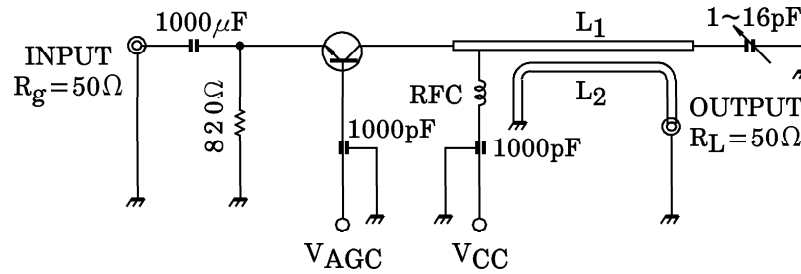 1000μF
INPUT
Rg=50Ω
820Ω
1000pF
VAGC
RFC
1000pF
VCC
L1
L2
1~16pF
OUTPUT
RL=50Ω